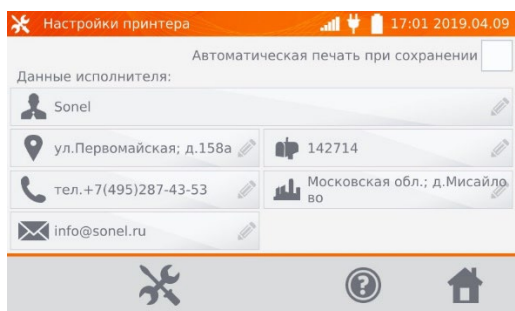 Настройки принтера
17:01 2019.04.09
Автоматическая печать при сохранении
Данные исполнителя:
Sonel
ул.Первомайская; д.158а
142714
тел.+7(495)287-43-53
Московская обл.; д.Мисайло
во
info@sonel.ru